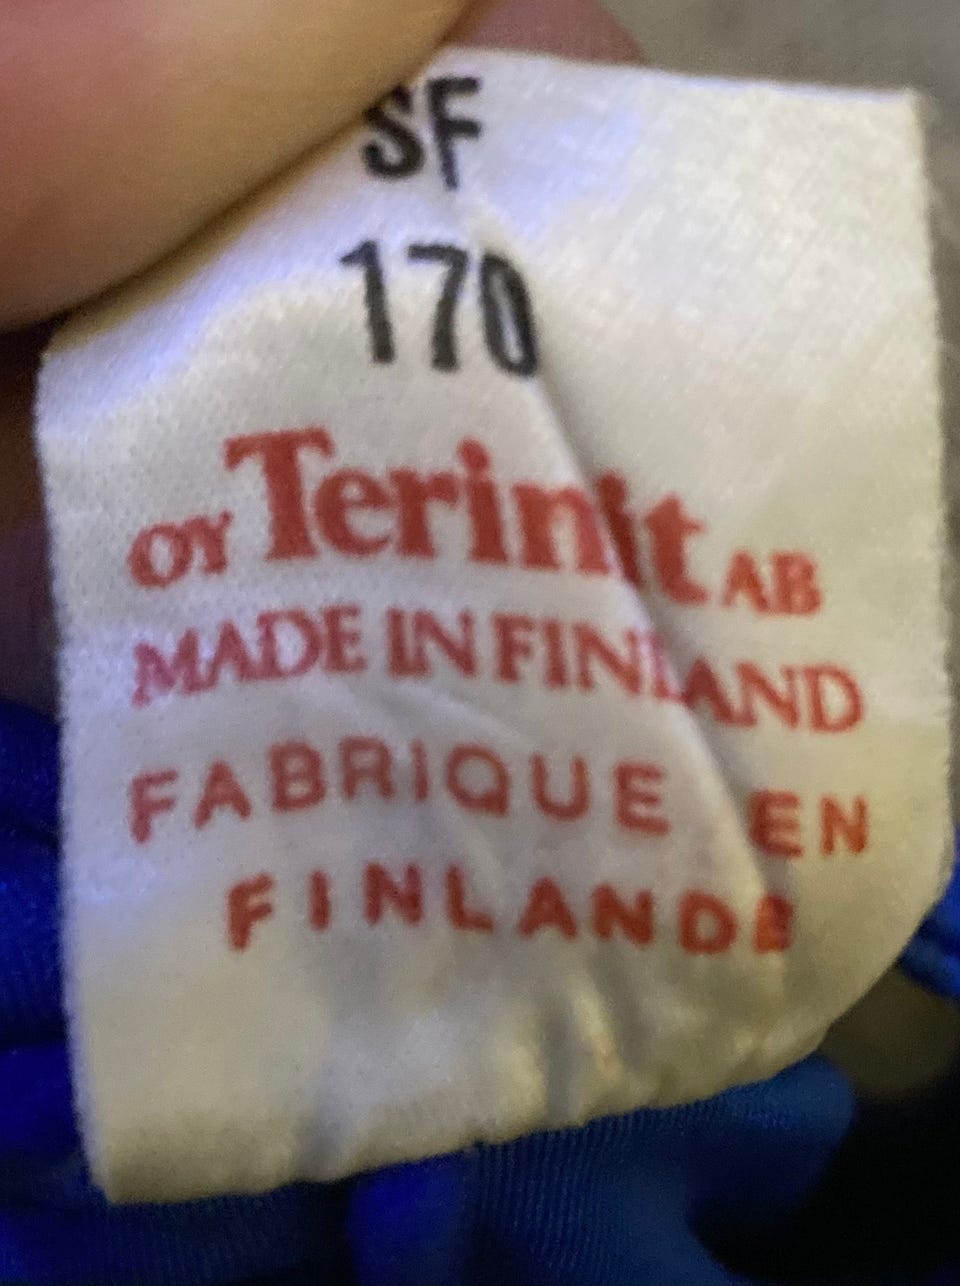 SF
170
OY Terinit AB
MADE IN FINLAND
FABRIQUE EN
FINLANDE